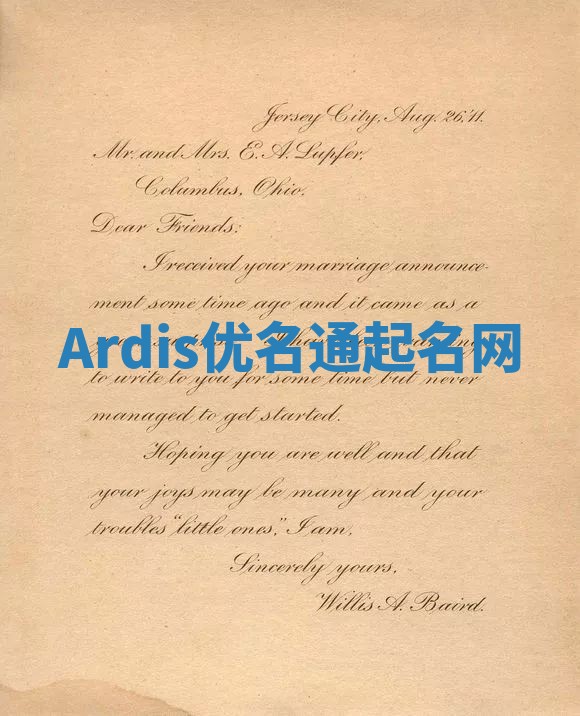 Jersey City, Aug. 26,'11.
Mr. and Mrs. E. A. Lupfer,
Columbus, Ohio.
Dear Friends:
I received your marriage announce-
ment some time ago and it came as a
Ardis优名通起名网
to write to you for some time but never
managed to get started.
Hoping you are well and that
your joys may be many and your
troubles "little ones," I am,
Sincerely yours,
Willis A. Baird.